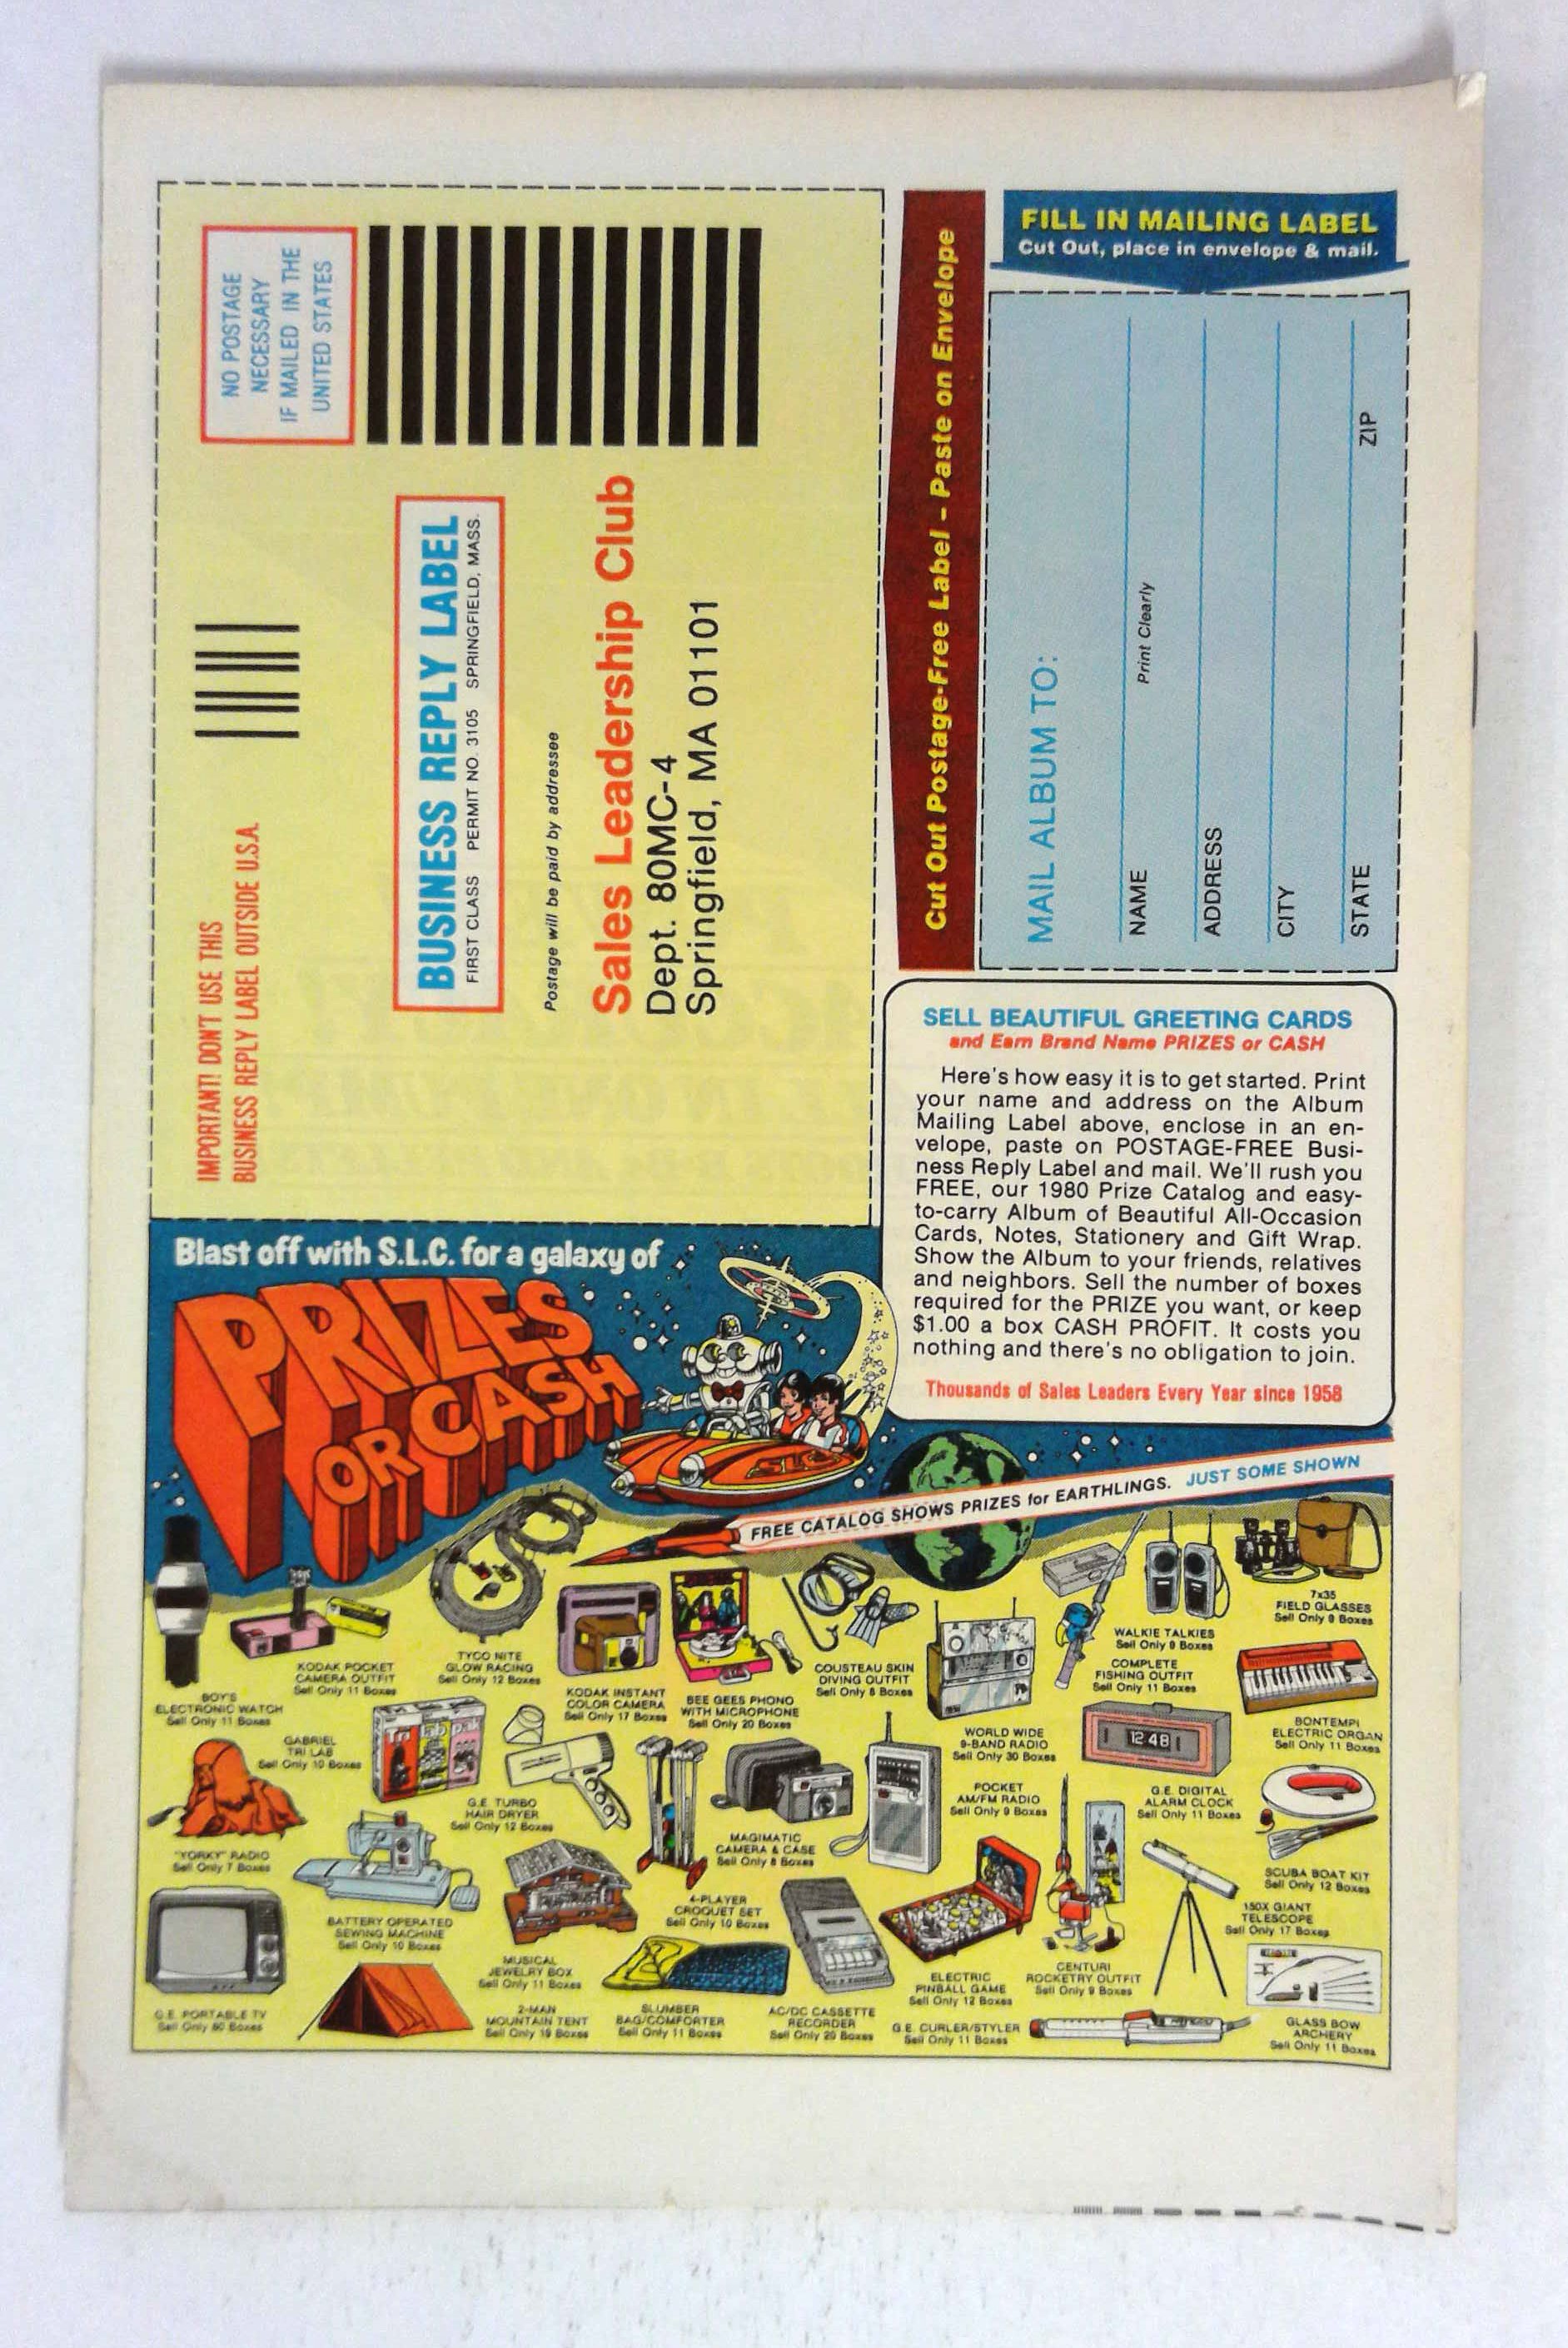 NO POSTAGE
NECESSARY
IF MAILED IN THE
UNITED STATES
IMPORTANT! DON'T USE THIS
BUSINESS REPLY LABEL OUTSIDE U.S.A.
BUSINESS REPLY LABEL
FIRST CLASS PERMIT NO. 3105 SPRINGFIELD, MASS.
Postage will be paid by addressee
Sales Leadership Club
Dept. 80MC-4
Springfield, MA 01101
Cut Out Postage-Free Label – Paste on Envelope
FILL IN MAILING LABEL
Cut Out, place in envelope & mail.
MAIL ALBUM TO:
NAME
Print Clearly
ADDRESS
CITY
STATE ZIP
SELL BEAUTIFUL GREETING CARDS
and Earn Brand Name PRIZES or CASH
Here's how easy it is to get started. Print
your name and address on the Album
Mailing Label above, enclose in an en-
velope, paste on POSTAGE-FREE Busi-
ness Reply Label and mail. We'll rush you
FREE, our 1980 Prize Catalog and easy-
to-carry Album of Beautiful All-Occasion
Cards, Notes, Stationery and Gift Wrap.
Show the Album to your friends, relatives
and neighbors. Sell the number of boxes
required for the PRIZE you want, or keep
$1.00 a box CASH PROFIT. It costs you
nothing and there's no obligation to join.
Thousands of Sales Leaders Every Year since 1958
Blast off with S.L.C. for a galaxy of
PRIZES
OR CASH
SLC
FREE CATALOG SHOWS PRIZES for EARTHLINGS. JUST SOME SHOWN
BOY'S
ELECTRONIC WATCH
Sell Only 11 Boxes
KODAK POCKET
CAMERA OUTFIT
Sell Only 11 Boxes
TYCO NITE
GLOW RACING
Sell Only 12 Boxes
KODAK INSTANT
COLOR CAMERA
Sell Only 17 Boxes
BEE GEES PHONO
WITH MICROPHONE
Sell Only 20 Boxes
COUSTEAU SKIN
DIVING OUTFIT
Sell Only 8 Boxes
WORLD WIDE
9-BAND RADIO
Sell Only 30 Boxes
WALKIE TALKIES
Sell Only 9 Boxes
COMPLETE
FISHING OUTFIT
Sell Only 11 Boxes
7x35
FIELD GLASSES
Sell Only 9 Boxes
BONTEMPI
ELECTRIC ORGAN
Sell Only 11 Boxes
GABRIEL
TRI LAB
Sell Only 10 Boxes
Tri lab pak
G.E. TURBO
HAIR DRYER
Sell Only 12 Boxes
MAGIMATIC
CAMERA & CASE
Sell Only 8 Boxes
POCKET
AM/FM RADIO
Sell Only 9 Boxes
12 48
G.E. DIGITAL
ALARM CLOCK
Sell Only 11 Boxes
SCUBA BOAT KIT
Sell Only 12 Boxes
"YORKY" RADIO
Sell Only 7 Boxes
BATTERY OPERATED
SEWING MACHINE
Sell Only 10 Boxes
MUSICAL
JEWELRY BOX
Sell Only 11 Boxes
4-PLAYER
CROQUET SET
Sell Only 10 Boxes
ELECTRIC
PINBALL GAME
Sell Only 12 Boxes
CENTURI
ROCKETRY OUTFIT
Sell Only 9 Boxes
150X GIANT
TELESCOPE
Sell Only 17 Boxes
G.E. PORTABLE TV
Sell Only 60 Boxes
2-MAN
MOUNTAIN TENT
Sell Only 19 Boxes
SLUMBER
BAG/COMFORTER
Sell Only 11 Boxes
AC/DC CASSETTE
RECORDER
Sell Only 20 Boxes
G.E. CURLER/STYLER
Sell Only 11 Boxes
GLASS BOW
ARCHERY
Sell Only 11 Boxes